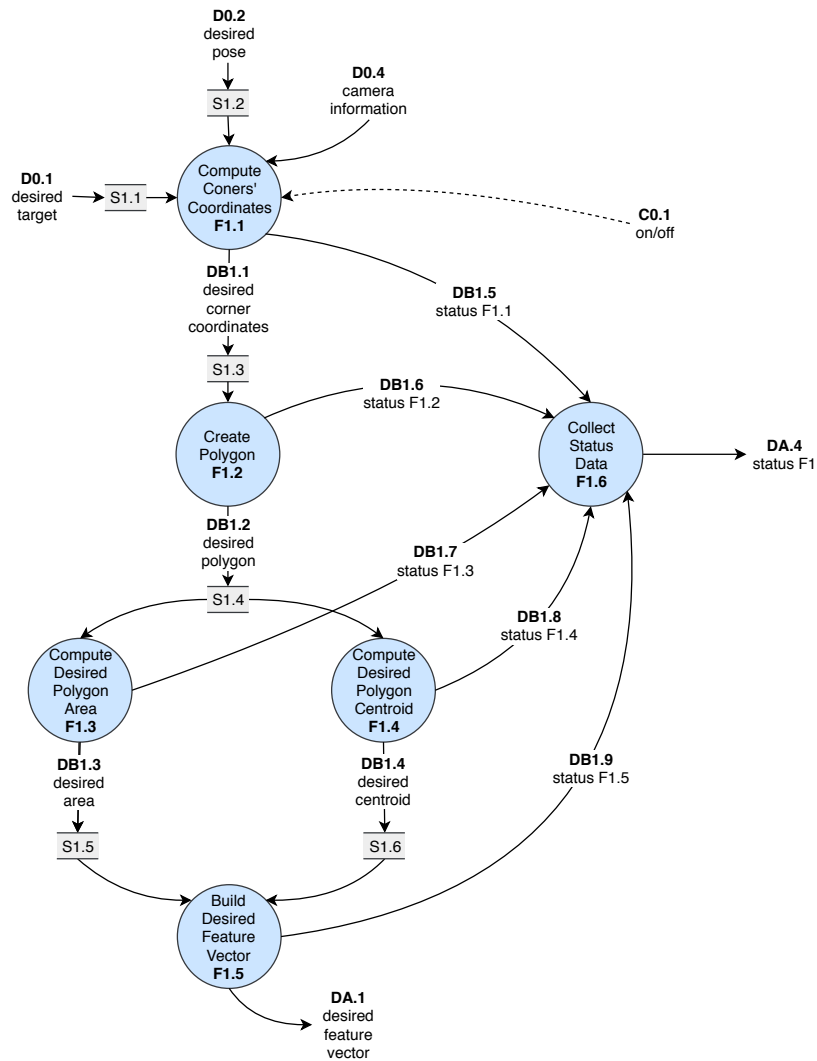 D0.2
desired
pose
D0.4
camera
information
S1.2
D0.1
desired
target
S1.1
Compute
Coners'
Coordinates
F1.1
C0.1
on/off
DB1.1
desired
corner
coordinates
DB1.5
status F1.1
S1.3
DB1.6
status F1.2
Create
Polygon
F1.2
Collect
Status
Data
F1.6
DA.4
status F1
DB1.2
desired
polygon
DB1.7
status F1.3
S1.4
DB1.8
status F1.4
Compute
Desired
Polygon
Area
F1.3
Compute
Desired
Polygon
Centroid
F1.4
DB1.3
desired
area
DB1.4
desired
centroid
DB1.9
status F1.5
S1.5
S1.6
Build
Desired
Feature
Vector
F1.5
DA.1
desired
feature
vector